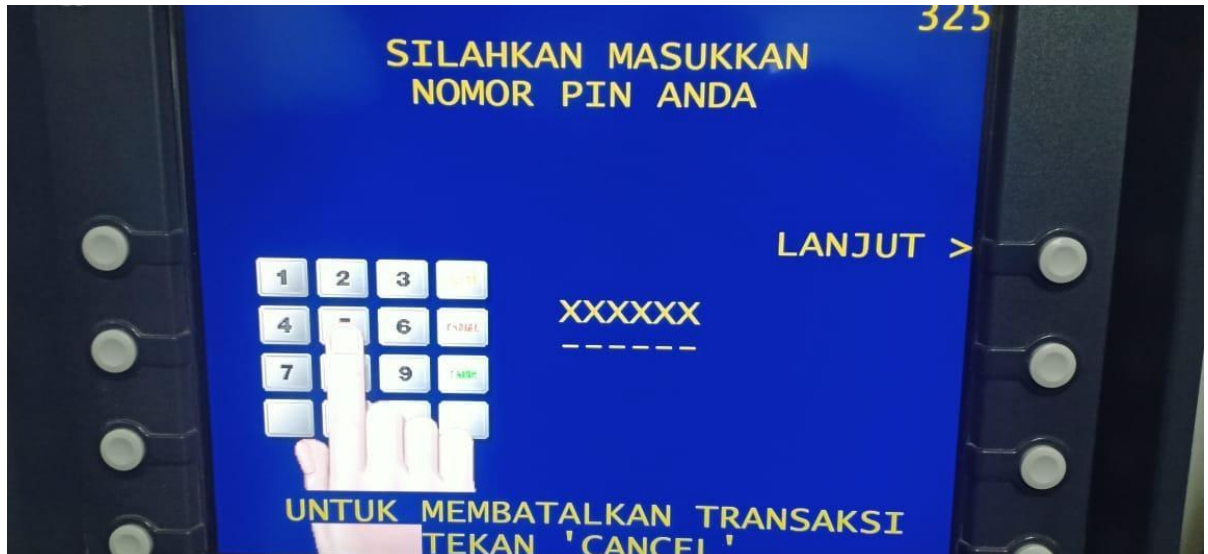 325
SILAHKAN MASUKKAN
NOMOR PIN ANDA
LANJUT >
1 2 3
4 6 CANCEL
7 9
XXXXXX
------
UNTUK MEMBATALKAN TRANSAKSI
TEKAN 'CANCEL'